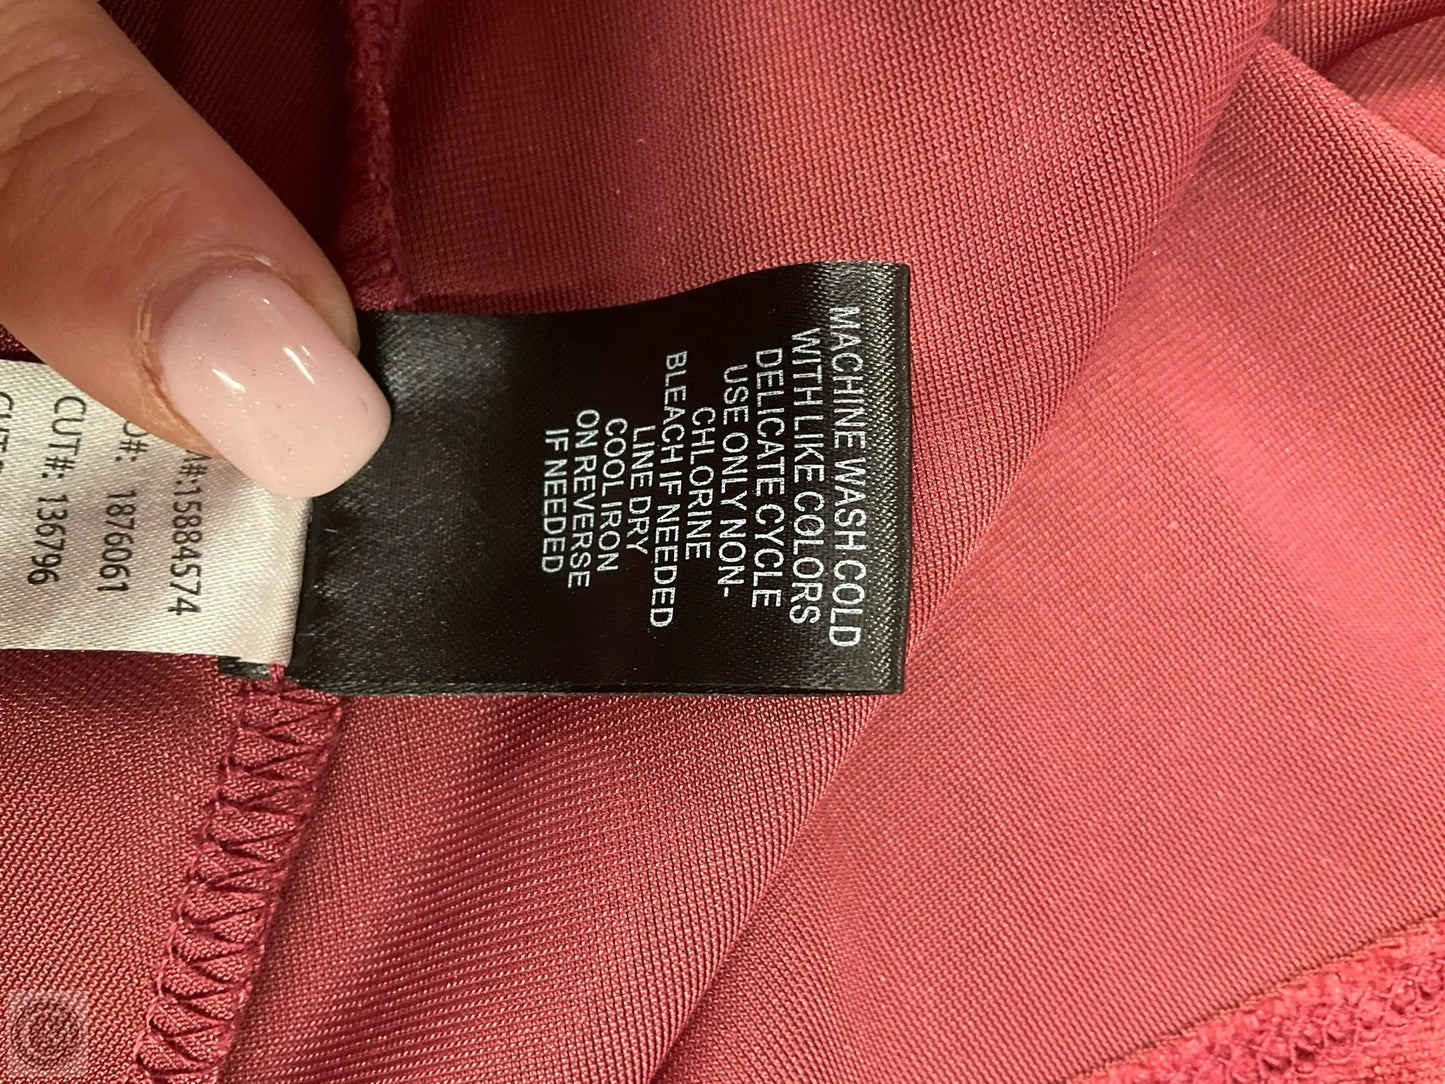 MACHINE WASH COLD
WITH LIKE COLORS
DELICATE CYCLE
USE ONLY NON-
CHLORINE
BLEACH IF NEEDED
LINE DRY
COOL IRON
ON REVERSE
IF NEEDED
#:15884574
O#: 1876061
CUT#: 136796